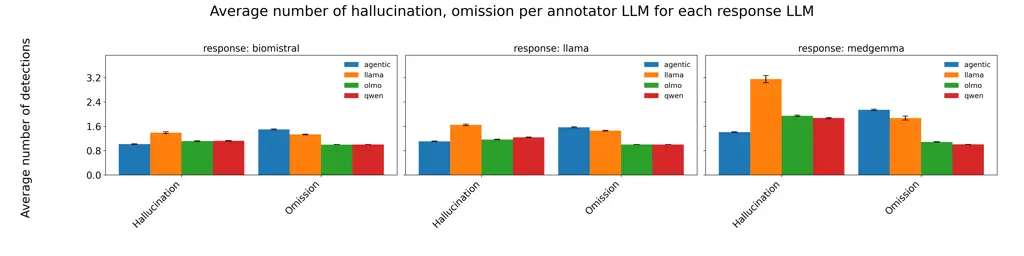 Average number of hallucination, omission per annotator LLM for each response LLM
Average number of detections
response: biomistral
3.2
2.4
1.6
0.8
0.0
agentic
llama
olmo
qwen
Hallucination
Omission
response: llama
agentic
llama
olmo
qwen
Hallucination
Omission
response: medgemma
agentic
llama
olmo
qwen
Hallucination
Omission